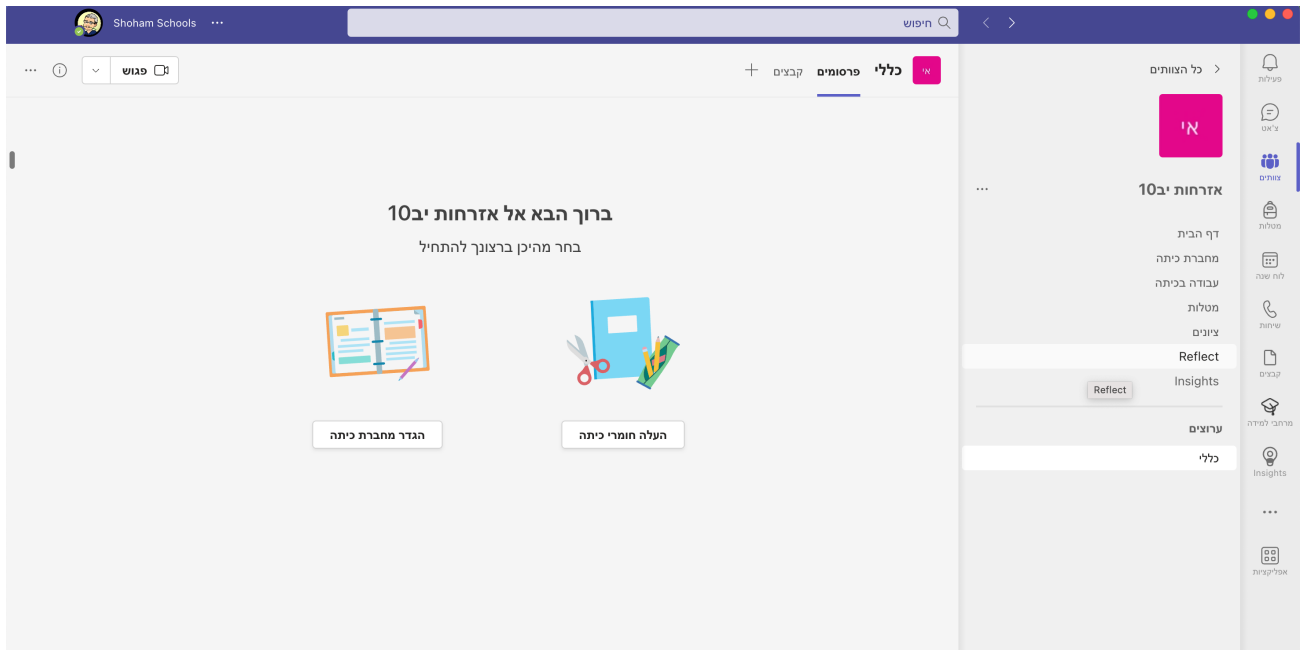 Shoham Schools
חיפוש
פעילות
צ'אט
צוותים
מטלות
לוח שנה
שיחות
קבצים
מרחבי למידה
Insights
אפליקציות
כל הצוותים
אי
אזרחות יב10
דף הבית
מחברת כיתה
עבודה בכיתה
מטלות
ציונים
Reflect
Insights
Reflect
ערוצים
כללי
אי
כללי
פרסומים
קבצים
פגוש
ברוך הבא אל אזרחות יב10
בחר מהיכן ברצונך להתחיל
העלה חומרי כיתה
הגדר מחברת כיתה